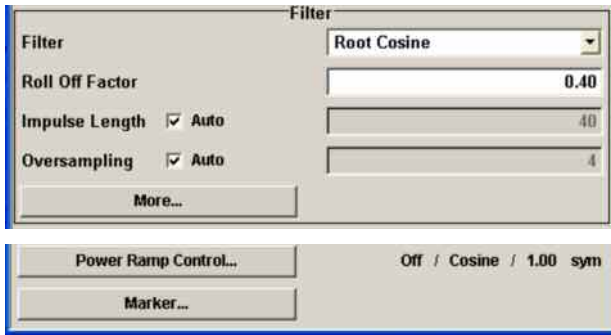 Filter
Filter Root Cosine
Roll Off Factor 0.40
Impulse Length Auto 40
Oversampling Auto 4
More...
Power Ramp Control... Off / Cosine / 1.00 sym
Marker...